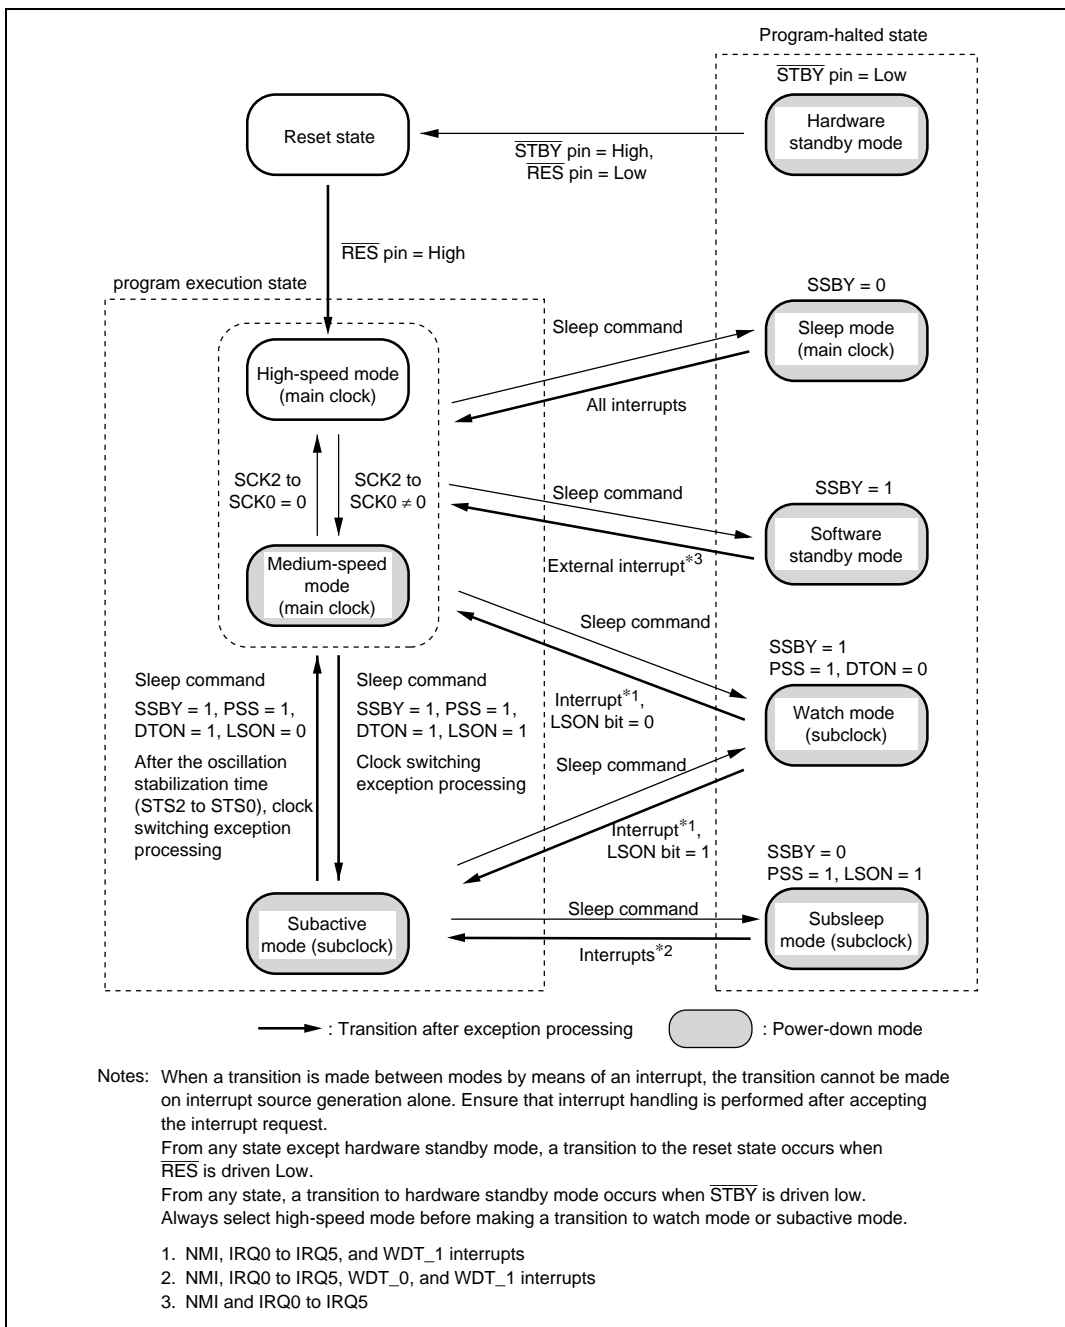 Program-halted state
STBY pin = Low
Hardware
standby mode
Reset state
STBY pin = High,
RES pin = Low
RES pin = High
program execution state
SSBY = 0
Sleep command
Sleep mode
(main clock)
High-speed mode
(main clock)
All interrupts
SCK2 to
SCK0 = 0
SCK2 to
SCK0 ≠ 0
Sleep command
SSBY = 1
Software
standby mode
External interrupt*3
Medium-speed
mode
(main clock)
Sleep command
SSBY = 1
PSS = 1, DTON = 0
Sleep command
SSBY = 1, PSS = 1,
DTON = 1, LSON = 0
After the oscillation
stabilization time
(STS2 to STS0), clock
switching exception
processing
Sleep command
SSBY = 1, PSS = 1,
DTON = 1, LSON = 1
Clock switching
exception processing
Interrupt*1,
LSON bit = 0
Watch mode
(subclock)
Sleep command
Interrupt*1,
LSON bit = 1
SSBY = 0
PSS = 1, LSON = 1
Sleep command
Subactive
mode (subclock)
Subsleep
mode (subclock)
Interrupts*2
: Transition after exception processing
: Power-down mode
Notes: When a transition is made between modes by means of an interrupt, the transition cannot be made
on interrupt source generation alone. Ensure that interrupt handling is performed after accepting
the interrupt request.
From any state except hardware standby mode, a transition to the reset state occurs when
RES is driven Low.
From any state, a transition to hardware standby mode occurs when STBY is driven low.
Always select high-speed mode before making a transition to watch mode or subactive mode.
1. NMI, IRQ0 to IRQ5, and WDT_1 interrupts
2. NMI, IRQ0 to IRQ5, WDT_0, and WDT_1 interrupts
3. NMI and IRQ0 to IRQ5